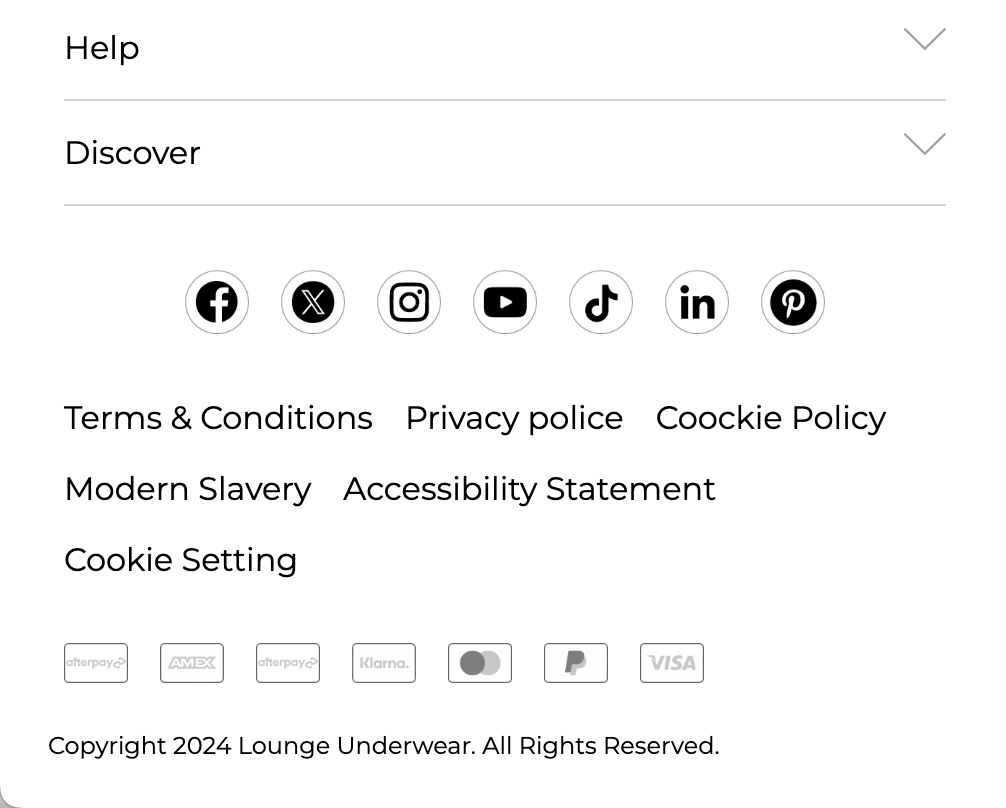 Help
Discover
Terms & Conditions Privacy police Coockie Policy
Modern Slavery Accessibility Statement
Cookie Setting
afterpay AMEX afterpay Klarna. VISA
Copyright 2024 Lounge Underwear. All Rights Reserved.